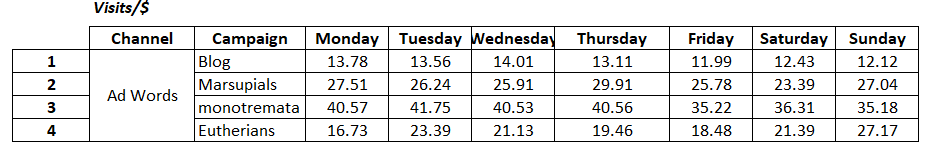 Visits/$
Channel Campaign Monday Tuesday Wednesday Thursday Friday Saturday Sunday
1 Blog 13.78 13.56 14.01 13.11 11.99 12.43 12.12
2 Marsupials 27.51 26.24 25.91 29.91 25.78 23.39 27.04
Ad Words
3 monotremata 40.57 41.75 40.53 40.56 35.22 36.31 35.18
4 Eutherians 16.73 23.39 21.13 19.46 18.48 21.39 27.17